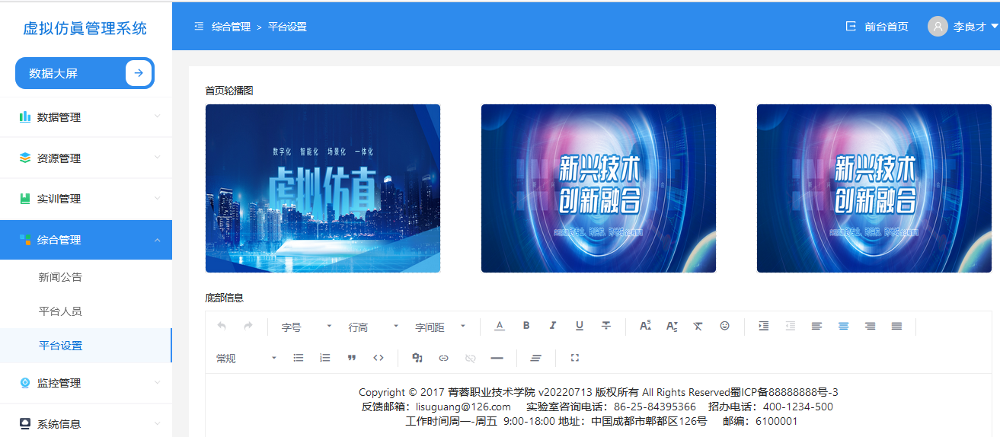 虚拟仿真管理系统
综合管理 > 平台设置
前台首页
李良才
数据大屏
数据管理
资源管理
实训管理
综合管理
新闻公告
平台人员
平台设置
监控管理
系统信息
首页轮播图
数字化 智能化 场景化 一体化
虚拟仿真
新兴技术
创新融合
新兴技术
创新融合
底部信息
字号 行高 字间距
常规
Copyright © 2017 菁蓉职业技术学院 v20220713 版权所有 All Rights Reserved蜀ICP备88888888号-3
反馈邮箱：lisuguang@126.com 实验室咨询电话：86-25-84395366 招办电话：400-1234-500
工作时间周一-周五 9:00-18:00 地址：中国成都市郫都区126号 邮编：6100001